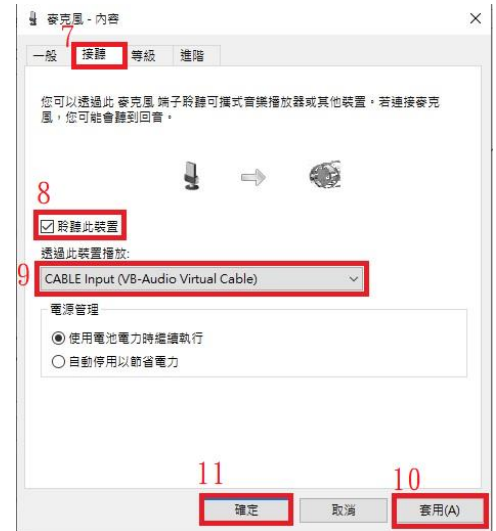 麥克風 - 內容
7
一般 接聽 等級 進階
您可以透過此 麥克風 端子聆聽可攜式音樂播放器或其他裝置。若連接麥克
風，您可能會聽到回音。
8
聆聽此裝置
透過此裝置播放:
9 CABLE Input (VB-Audio Virtual Cable)
電源管理
使用電池電力時繼續執行
自動停用以節省電力
11 10
確定 取消 套用(A)